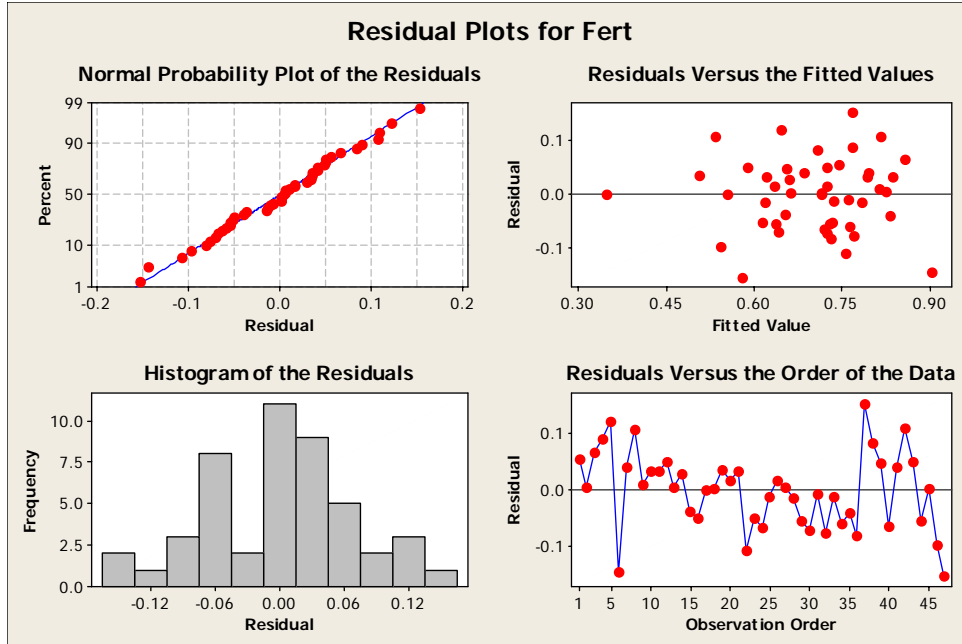 Residual Plots for Fert
Normal Probability Plot of the Residuals
Percent
99
90
50
10
1
-0.2 -0.1 0.0 0.1 0.2
Residual
Residuals Versus the Fitted Values
Residual
0.1
0.0
-0.1
0.30 0.45 0.60 0.75 0.90
Fitted Value
Histogram of the Residuals
Frequency
10.0
7.5
5.0
2.5
0.0
-0.12 -0.06 0.00 0.06 0.12
Residual
Residuals Versus the Order of the Data
Residual
0.1
0.0
-0.1
1 5 10 15 20 25 30 35 40 45
Observation Order